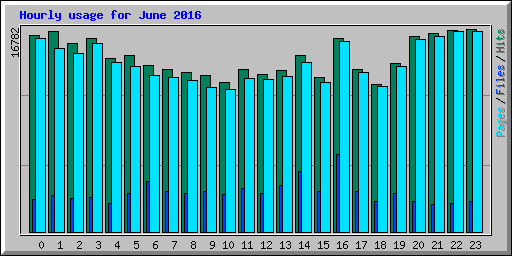 Hourly usage for June 2016
16782
Pages/Files/Hits
0 1 2 3 4 5 6 7 8 9 10 11 12 13 14 15 16 17 18 19 20 21 22 23